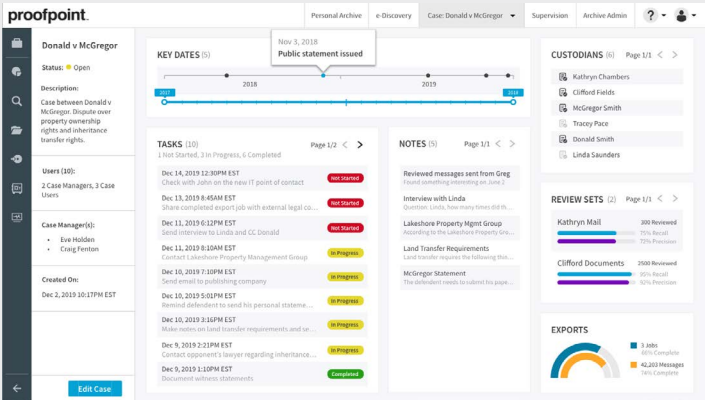 proofpoint.
Personal Archive
e-Discovery
Case: Donald v McGregor
Supervision
Archive Admin
?
Donald v McGregor
Status: Open
Description:
Case between Donald v
McGregor. Dispute over
property ownership
rights and inheritance
transfer rights.
Users (10):
2 Case Managers, 3 Case
Users
Case Manager(s):
• Eve Holden
• Craig Fenton
Created On:
Dec 2, 2019 10:17PM EST
Edit Case
KEY DATES (5)
Nov 3, 2018
Public statement issued
2018
2019
2017
TASKS (10)
Page 1/2
1 Not Started, 3 In Progress, 6 Completed
Dec 14, 2019 12:30PM EST
Check with John on the new IT point of contact
Not Started
Dec 13, 2019 8:45AM EST
Share completed export job with external legal co...
Not Started
Dec 11, 2019 6:12PM EST
Send interview to Linda and CC Donald
Not Started
Dec 11, 2019 8:10AM EST
Contact Lakeshore Property Management Group
In Progress
Dec 10, 2019 7:10PM EST
Send email to publishing company
In Progress
Dec 10, 2019 5:01PM EST
Remind defendent to send his personal stateme...
In Progress
Dec 10, 2019 3:16PM EST
Make notes on land transfer requirements and se...
In Progress
Dec 9, 2019 2:21PM EST
Contact opponent's lawyer regarding inheritance...
In Progress
Dec 9, 2019 1:10PM EST
Document witness statements
Completed
NOTES (5)
Page 1/1
Reviewed messages sent from Greg
Found something interesting on June 2
Interview with Linda
Question: Linda, how many times did th...
Lakeshore Property Mgmt Group
According to the Lakeshore Property Gro...
Land Transfer Requirements
Land transfer requires the following thin...
McGregor Statement
The defendent needs to submit his pape...
CUSTODIANS (6)
Page 1/1
Kathryn Chambers
Clifford Fields
McGregor Smith
Tracey Pace
Donald Smith
Linda Saunders
REVIEW SETS (2)
Page 1/1
Kathryn Mail
300 Reviewed
70% Recall
72% Precision
Clifford Documents
2500 Reviewed
95% Recall
92% Precision
EXPORTS
3 Jobs
Complete
42,203 Messages
74% Complete